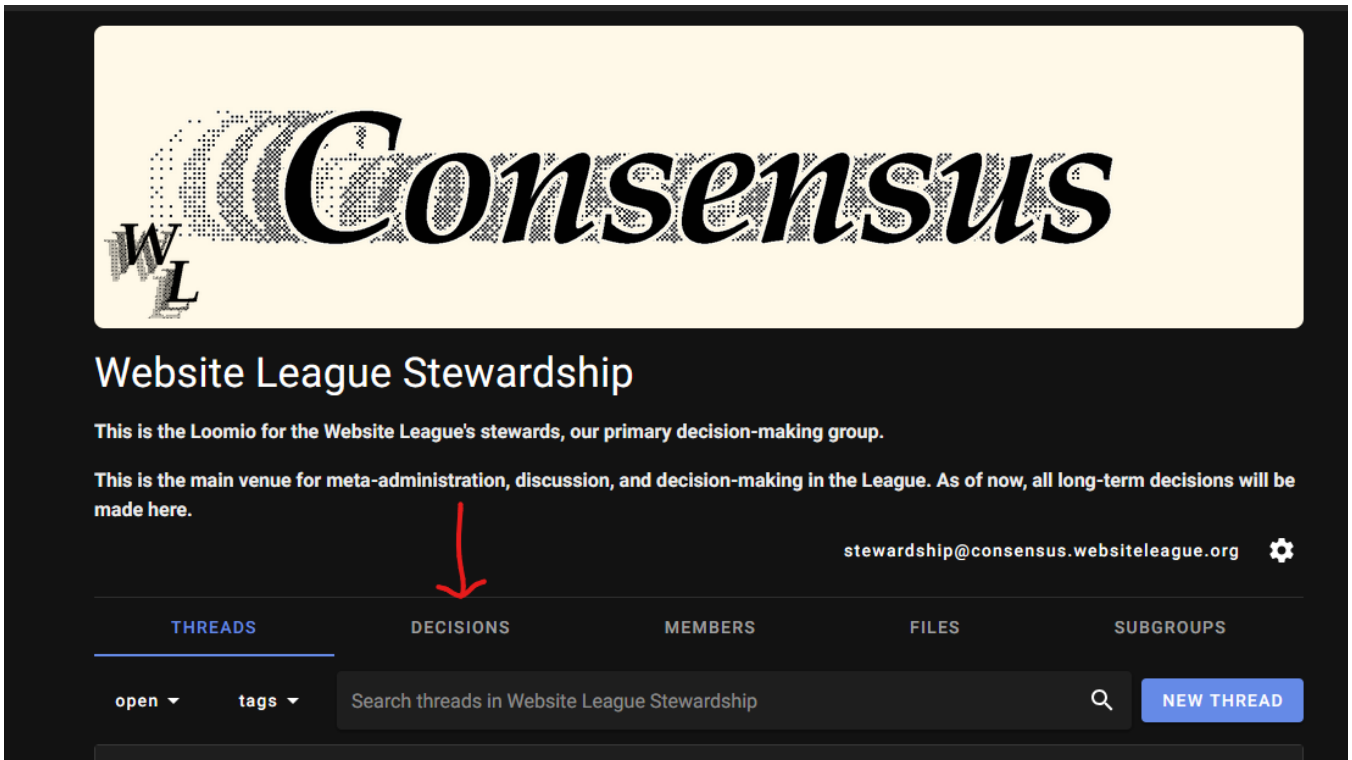 Consensus
WL
Website League Stewardship
This is the Loomio for the Website League's stewards, our primary decision-making group.
This is the main venue for meta-administration, discussion, and decision-making in the League. As of now, all long-term decisions will be
made here.
stewardship@consensus.websiteleague.org
THREADS DECISIONS MEMBERS FILES SUBGROUPS
open tags Search threads in Website League Stewardship NEW THREAD